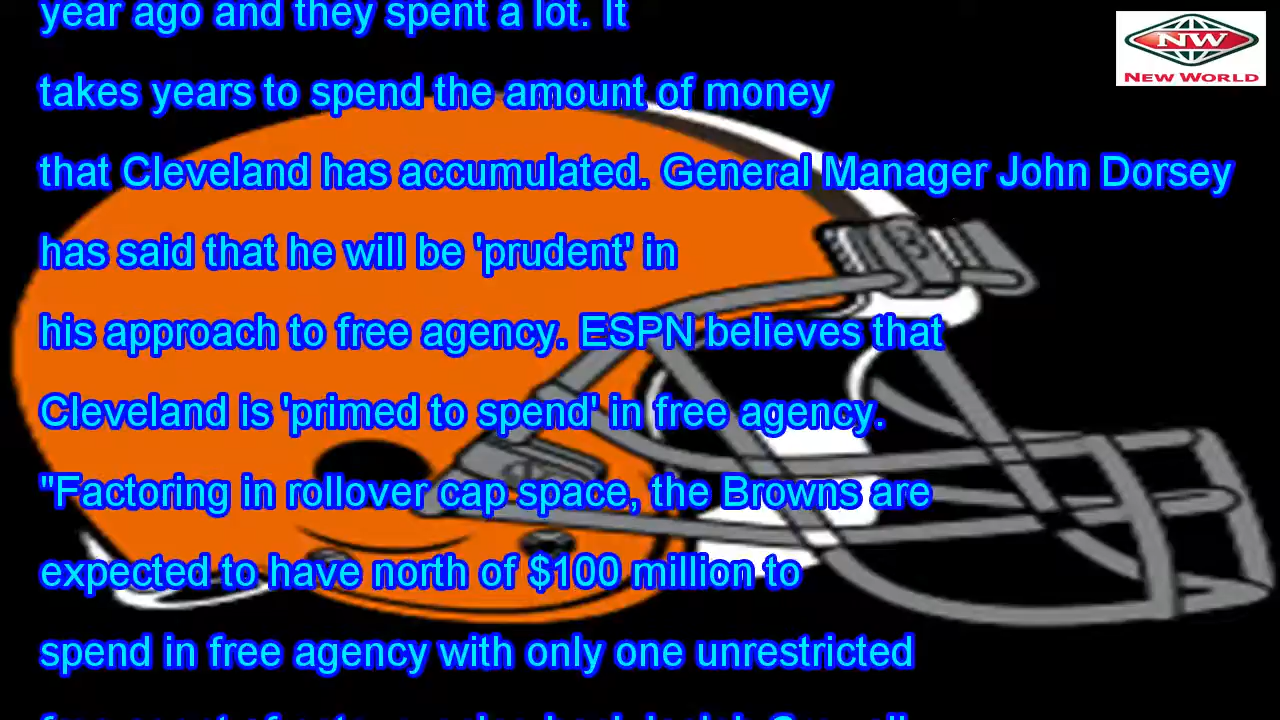 year ago and they spent a lot. It
takes years to spend the amount of money
that Cleveland has accumulated. General Manager John Dorsey
has said that he will be 'prudent' in
his approach to free agency. ESPN believes that
Cleveland is 'primed to spend' in free agency.
"Factoring in rollover cap space, the Browns are
expected to have north of $100 million to
spend in free agency with only one unrestricted
NW
NEW WORLD